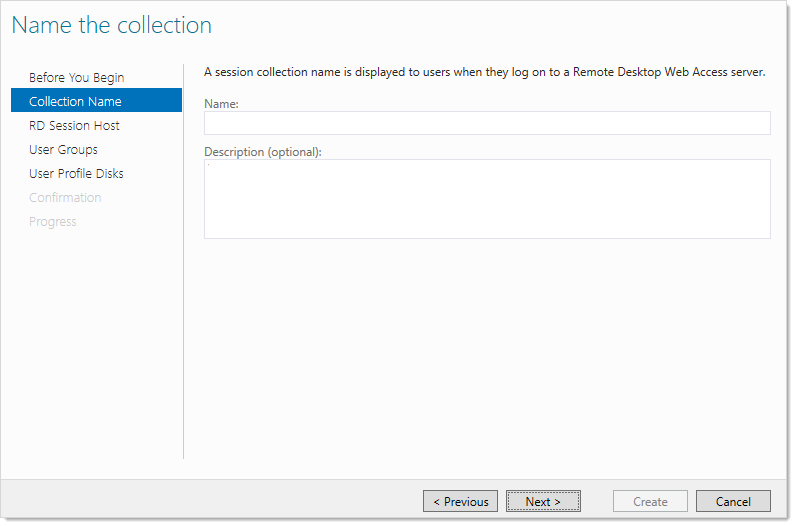 Name the collection
Before You Begin
Collection Name
RD Session Host
User Groups
User Profile Disks
Confirmation
Progress
A session collection name is displayed to users when they log on to a Remote Desktop Web Access server.
Name:
Description (optional):
< Previous
Next >
Create
Cancel